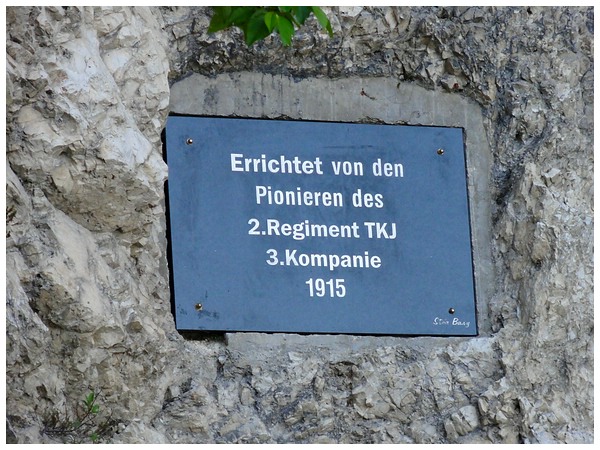 Errichtet von den
Pionieren des
2.Regiment TKJ
3.Kompanie
1915